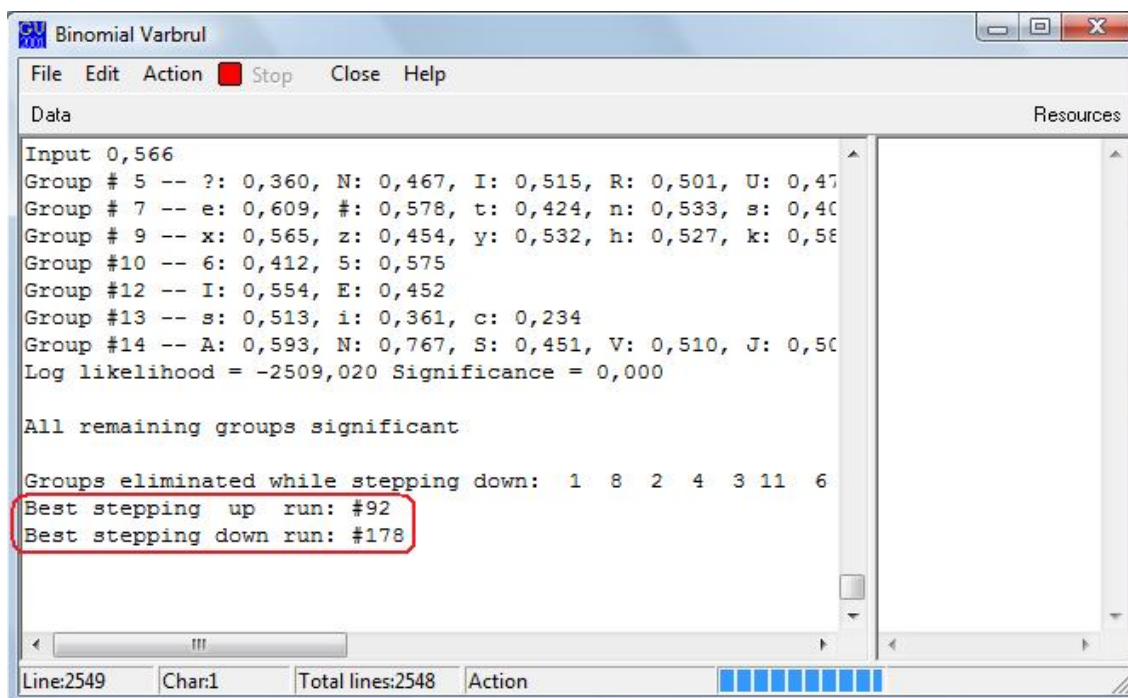 GU 2001 Binomial Varbrul
File Edit Action Stop Close Help
Data Resources
Input 0,566
Group # 5 -- ?: 0,360, N: 0,467, I: 0,515, R: 0,501, U: 0,47
Group # 7 -- e: 0,609, #: 0,578, t: 0,424, n: 0,533, s: 0,40
Group # 9 -- x: 0,565, z: 0,454, y: 0,532, h: 0,527, k: 0,58
Group #10 -- 6: 0,412, 5: 0,575
Group #12 -- I: 0,554, E: 0,452
Group #13 -- s: 0,513, i: 0,361, c: 0,234
Group #14 -- A: 0,593, N: 0,767, S: 0,451, V: 0,510, J: 0,50
Log likelihood = -2509,020 Significance = 0,000
All remaining groups significant
Groups eliminated while stepping down: 1 8 2 4 3 11 6
Best stepping up run: #92
Best stepping down run: #178
Line:2549 Char:1 Total lines:2548 Action